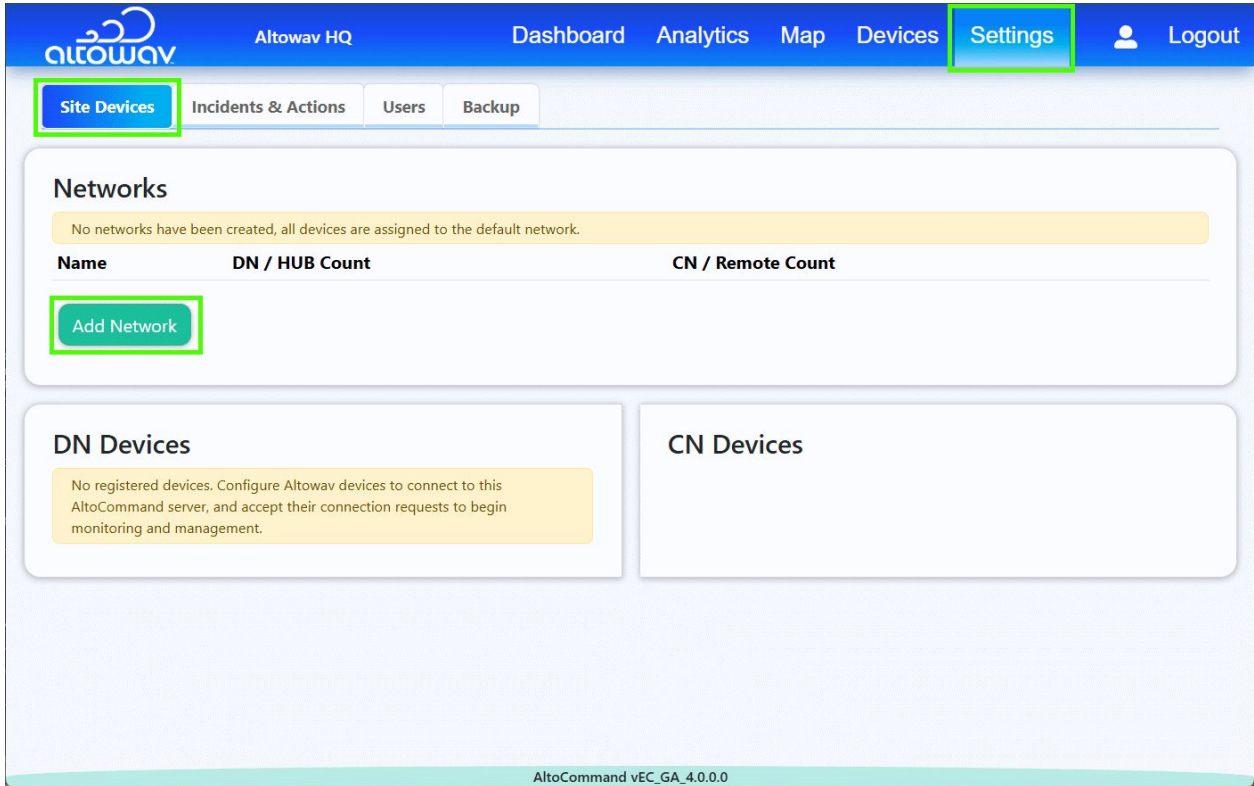 altowav
Altowav HQ
Dashboard
Analytics
Map
Devices
Settings
Logout
Site Devices
Incidents & Actions
Users
Backup
Networks
No networks have been created, all devices are assigned to the default network.
Name
DN / HUB Count
CN / Remote Count
Add Network
DN Devices
No registered devices. Configure Altowav devices to connect to this
AltoCommand server, and accept their connection requests to begin
monitoring and management.
CN Devices
AltoCommand vEC_GA_4.0.0.0